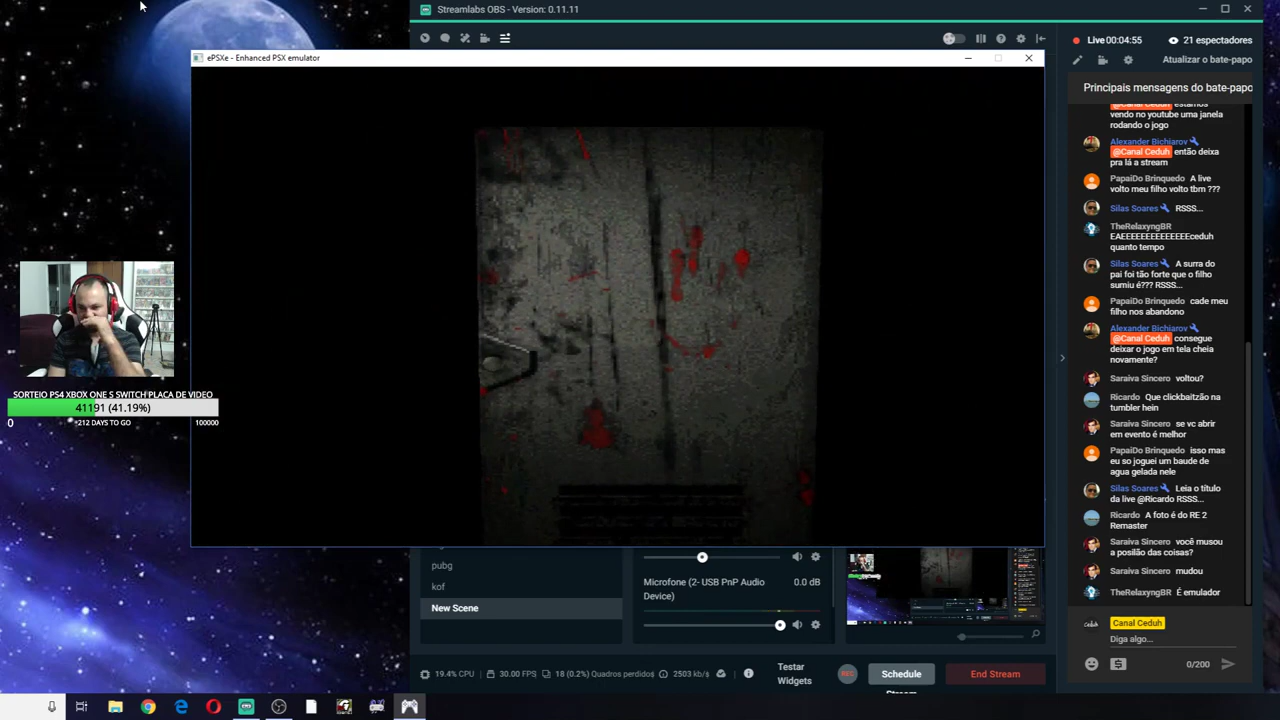 Streamlabs OBS - Version: 0.11.11
ePSXe - Enhanced PSX emulator
Live 00:04:55
21 espectadores
Atualizar o bate-papo
Principais mensagens do bate-papo
@Canal Ceduh estamos
vendo no youtube uma janela
rodando o jogo
Alexander Bichiarov
@Canal Ceduh então deixa
pra lá a stream
PapaiDo Brinquedo A live
volto meu filho volto tbm ???
Silas Soares RSSS...
TheRelaxyngBR
EAEEEEEEEEEEEEceduh
quanto tempo
Silas Soares A surra do
pai foi tão forte que o filho
sumiu é??? RSSS...
PapaiDo Brinquedo cade meu
filho nos abandono
Alexander Bichiarov
@Canal Ceduh consegue
deixar o jogo em tela cheia
novamente?
Saraiva Sincero voltou?
Ricardo Que clickbaitzão na
tumbler hein
Saraiva Sincero se vc abrir
em evento é melhor
PapaiDo Brinquedo isso mas
eu so joguei um baude de
agua gelada nele
Silas Soares Leia o título
da live @Ricardo RSSS...
Ricardo A foto é do RE 2
Remaster
Saraiva Sincero você musou
a posilão das coisas?
Saraiva Sincero mudou
TheRelaxyngBR É emulador
Canal Ceduh
Diga algo...
0/200
SORTEIO PS4 XBOX ONE S SWITCH PLACA DE VIDEO
41191 (41.19%)
0
212 DAYS TO GO
100000
pubg
kof
New Scene
Microfone (2- USB PnP Audio
Device)
0.0 dB
19.4% CPU
30.00 FPS
18 (0.2%) Quadros perdidos
2503 kb/s
Testar
Widgets
REC
Schedule
Stream
End Stream